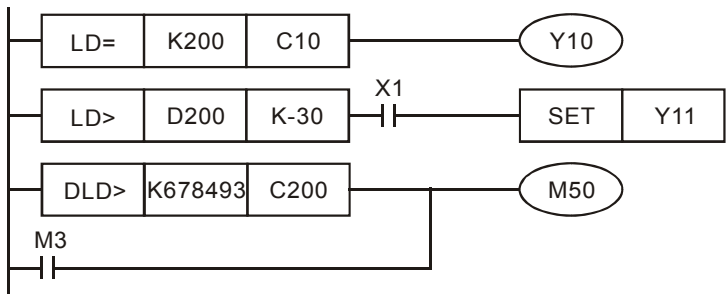 LD= K200 C10 Y10
X1
LD> D200 K-30 SET Y11
DLD> K678493 C200 M50
M3